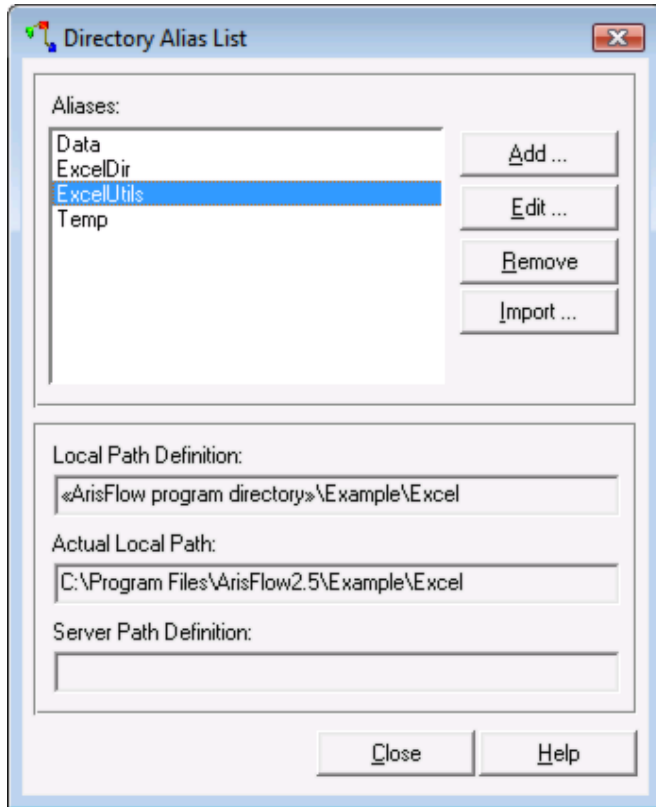 Directory Alias List
Aliases:
Data
ExcelDir
ExcelUtils
Temp
Add ...
Edit ...
Remove
Import ...
Local Path Definition:
«ArisFlow program directory»\Example\Excel
Actual Local Path:
C:\Program Files\ArisFlow2.5\Example\Excel
Server Path Definition:
Close
Help